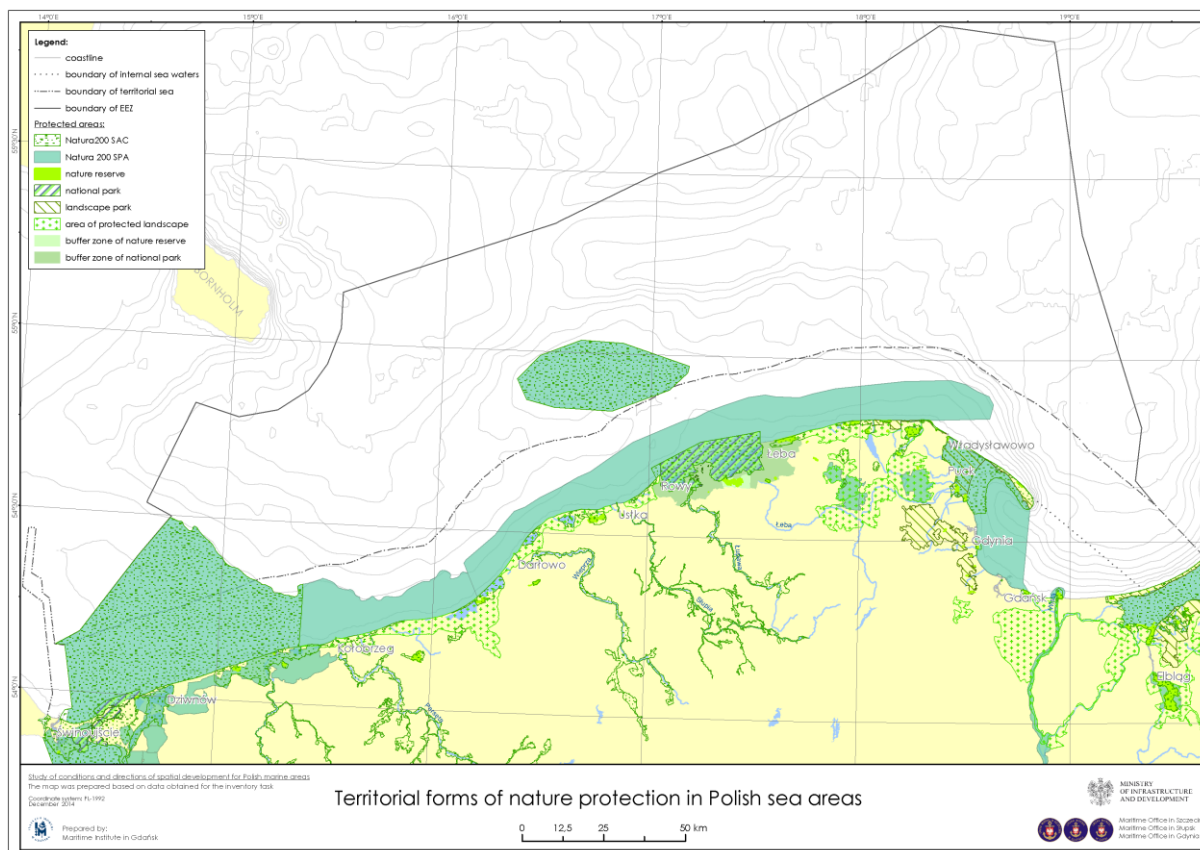 14°0'E
15°0'E
16°0'E
17°0'E
18°0'E
19°0'E
Legend:
coastline
boundary of internal sea waters
boundary of territorial sea
boundary of EEZ
Protected areas:
Natura200 SAC
Natura 200 SPA
nature reserve
national park
landscape park
area of protected landscape
buffer zone of nature reserve
buffer zone of national park
BORNHOLM
Władysławowo
Łeba
Puck
Rowy
Ustka
Łeba
Gdynia
Darłowo
Wieprza
Łupawa
Gdańsk
Słupia
Kołobrzeg
Elbląg
Dziwnów
Parsęta
Świnoujście
Study of conditions and directions of spatial development for Polish marine areas
The map was prepared based on data obtained for the inventory task
Coordinate system: PL-1992
December 2014
Prepared by:
Maritime Institute in Gdańsk
Territorial forms of nature protection in Polish sea areas
0 12,5 25 50 km
MINISTRY
OF INFRASTRUCTURE
AND DEVELOPMENT
Maritime Office in Szczecin
Maritime Office in Słupsk
Maritime Office in Gdynia